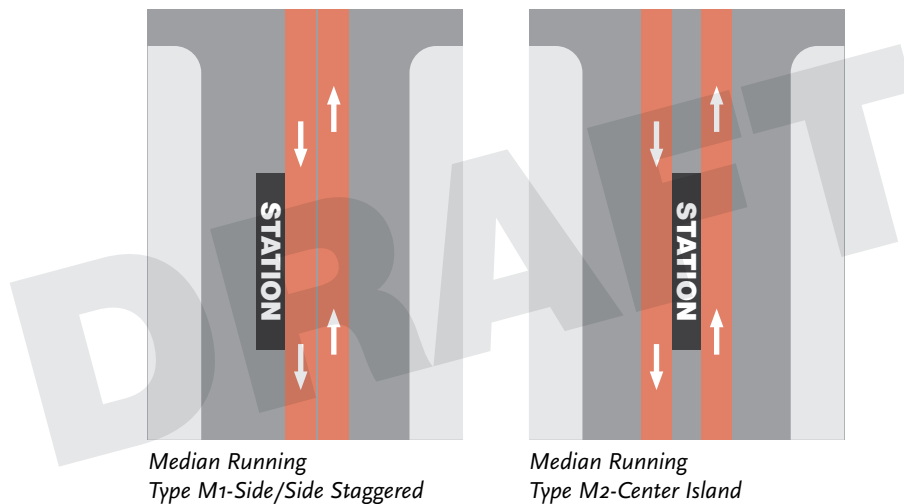 STATION
STATION
DRAFT
Median Running
Type M1-Side/Side Staggered
Median Running
Type M2-Center Island